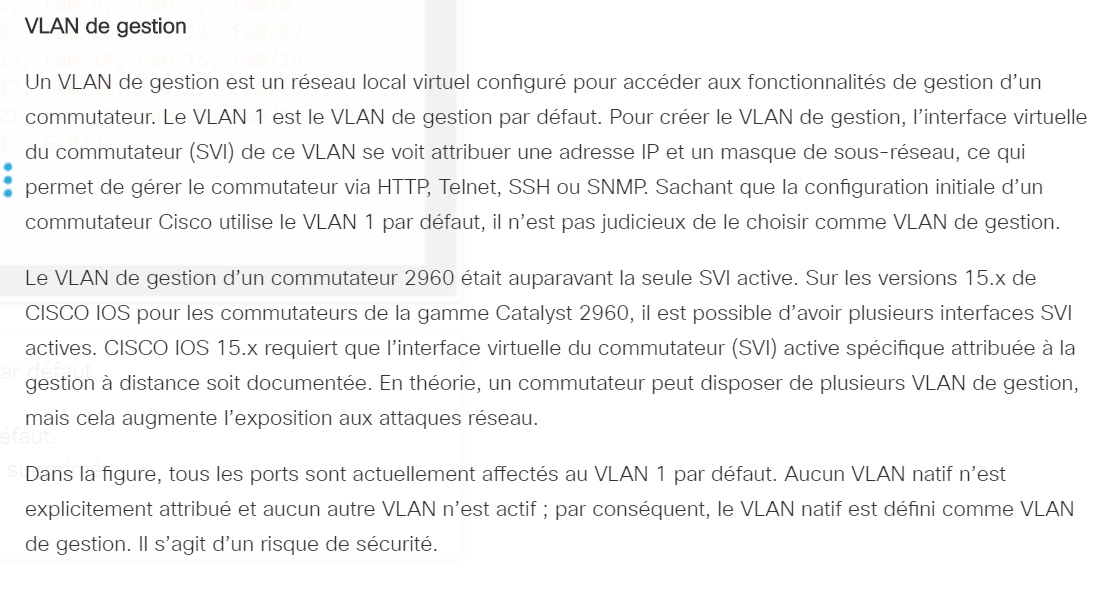 VLAN de gestion
Un VLAN de gestion est un réseau local virtuel configuré pour accéder aux fonctionnalités de gestion d'un
commutateur. Le VLAN 1 est le VLAN de gestion par défaut. Pour créer le VLAN de gestion, l'interface virtuelle
du commutateur (SVI) de ce VLAN se voit attribuer une adresse IP et un masque de sous-réseau, ce qui
permet de gérer le commutateur via HTTP, Telnet, SSH ou SNMP. Sachant que la configuration initiale d'un
commutateur Cisco utilise le VLAN 1 par défaut, il n'est pas judicieux de le choisir comme VLAN de gestion.
Le VLAN de gestion d'un commutateur 2960 était auparavant la seule SVI active. Sur les versions 15.x de
CISCO IOS pour les commutateurs de la gamme Catalyst 2960, il est possible d'avoir plusieurs interfaces SVI
actives. CISCO IOS 15.x requiert que l'interface virtuelle du commutateur (SVI) active spécifique attribuée à la
gestion à distance soit documentée. En théorie, un commutateur peut disposer de plusieurs VLAN de gestion,
mais cela augmente l'exposition aux attaques réseau.
Dans la figure, tous les ports sont actuellement affectés au VLAN 1 par défaut. Aucun VLAN natif n'est
explicitement attribué et aucun autre VLAN n'est actif ; par conséquent, le VLAN natif est défini comme VLAN
de gestion. Il s'agit d'un risque de sécurité.